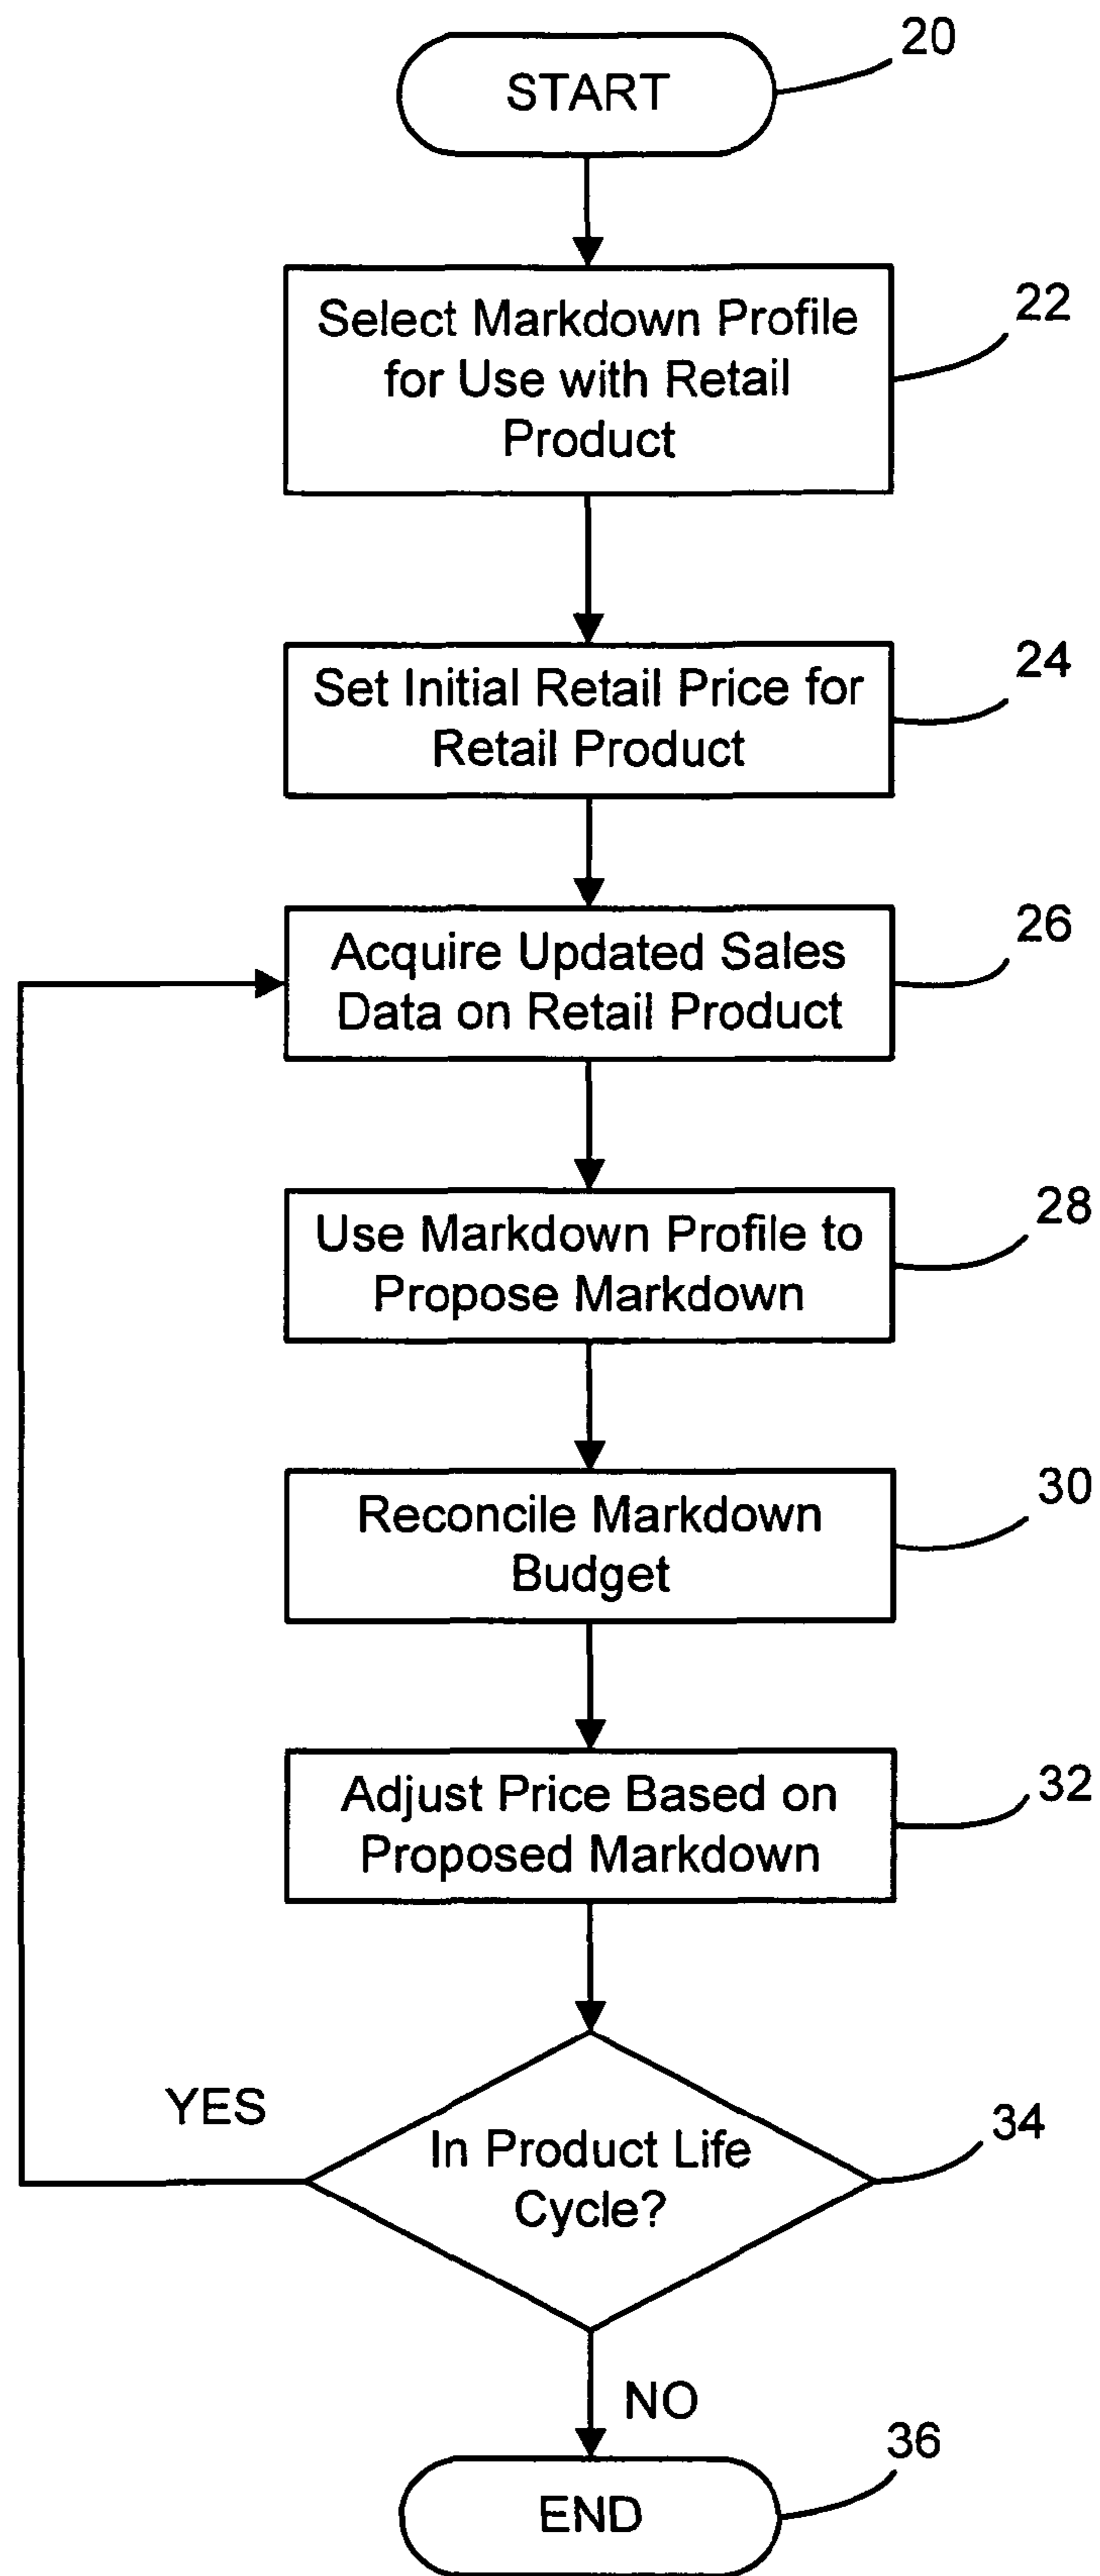 20
START
22
Select Markdown Profile
for Use with Retail
Product
24
Set Initial Retail Price for
Retail Product
26
Acquire Updated Sales
Data on Retail Product
28
Use Markdown Profile to
Propose Markdown
30
Reconcile Markdown
Budget
32
Adjust Price Based on
Proposed Markdown
YES
34
In Product Life
Cycle?
NO
36
END